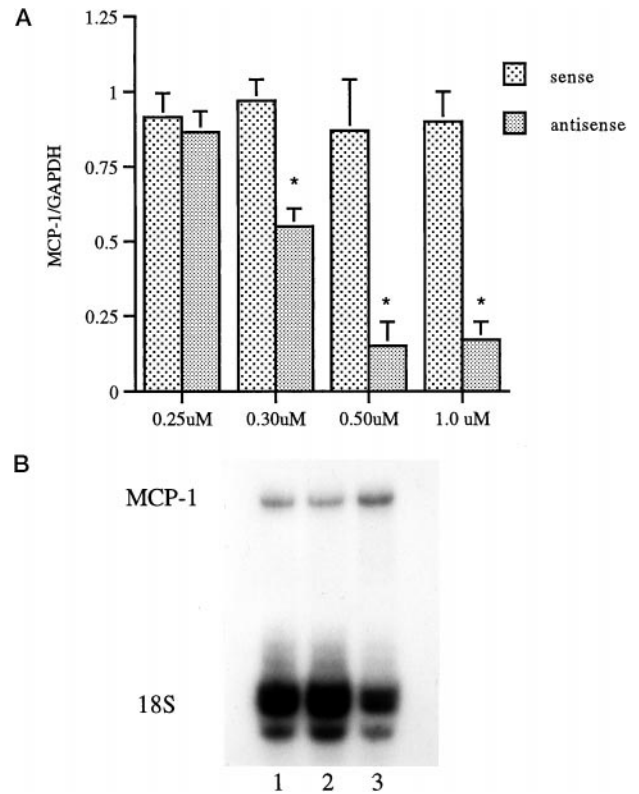 A
1.25
1
0.75
0.5
0.25
0
MCP-1/GAPDH
sense
antisense
*
*
*
0.25uM
0.30uM
0.50uM
1.0 uM
B
MCP-1
18S
1 2 3